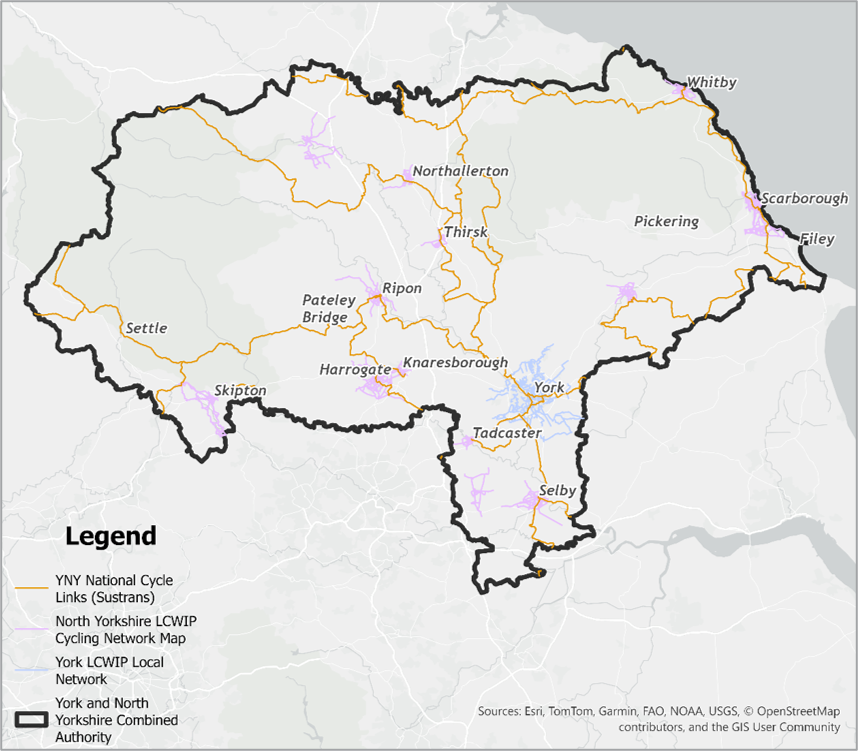 Whitby
Northallerton
Scarborough
Pickering
Thirsk
Filey
Ripon
Pateley
Bridge
Settle
Knaresborough
Harrogate
Skipton
York
Tadcaster
Selby
Legend
YNY National Cycle
Links (Sustrans)
North Yorkshire LCWIP
Cycling Network Map
York LCWIP Local
Network
York and North
Yorkshire Combined
Authority
Sources: Esri, TomTom, Garmin, FAO, NOAA, USGS, © OpenStreetMap
contributors, and the GIS User Community